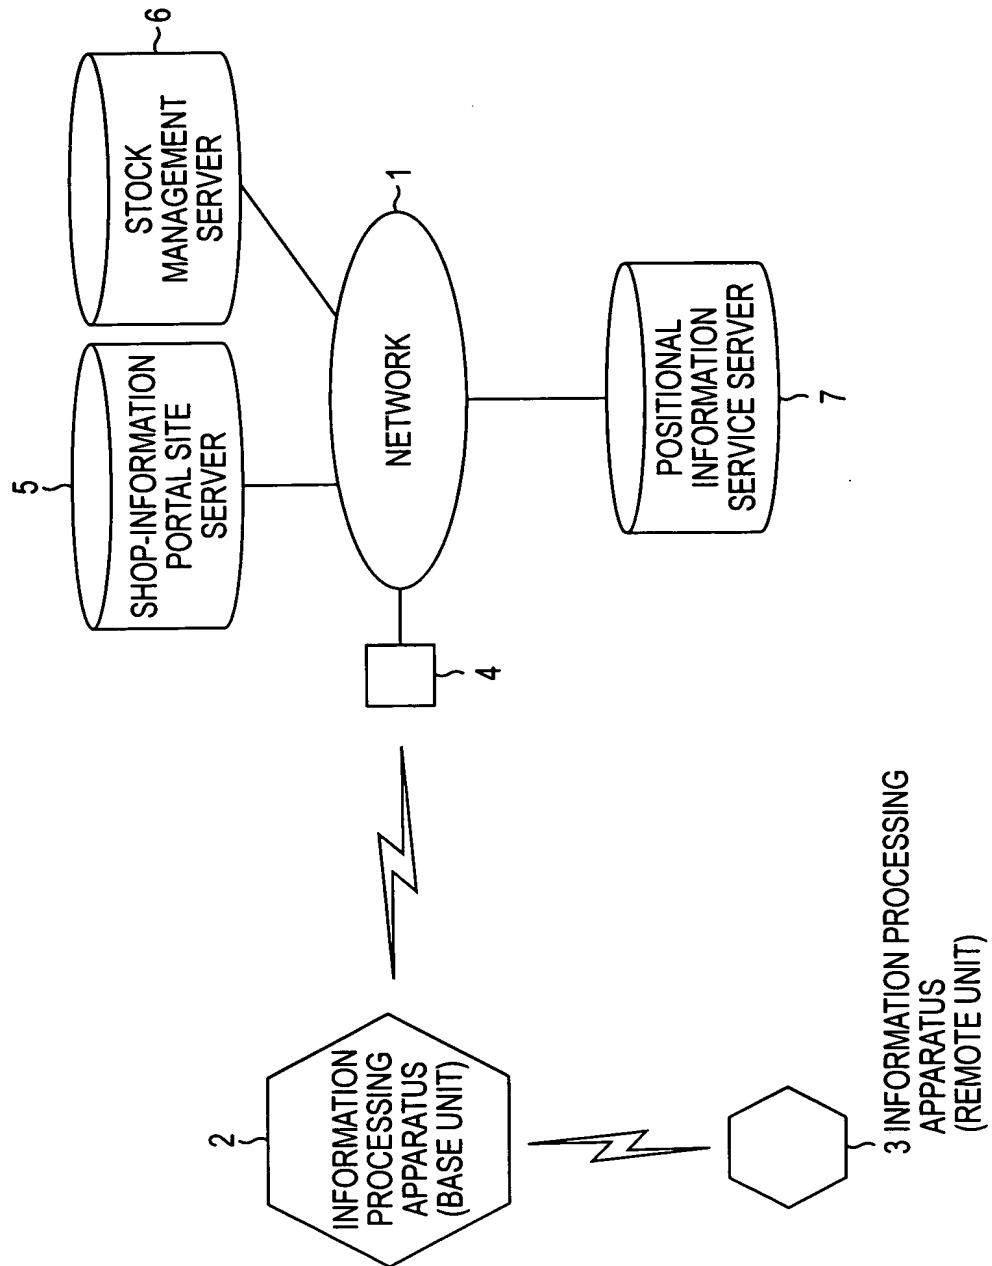 5
SHOP-INFORMATION
PORTAL SITE
SERVER
6
STOCK
MANAGEMENT
SERVER
1
NETWORK
4
2
INFORMATION
PROCESSING
APPARATUS
(BASE UNIT)
POSITIONAL
INFORMATION
SERVICE SERVER
7
3 INFORMATION PROCESSING
APPARATUS
(REMOTE UNIT)